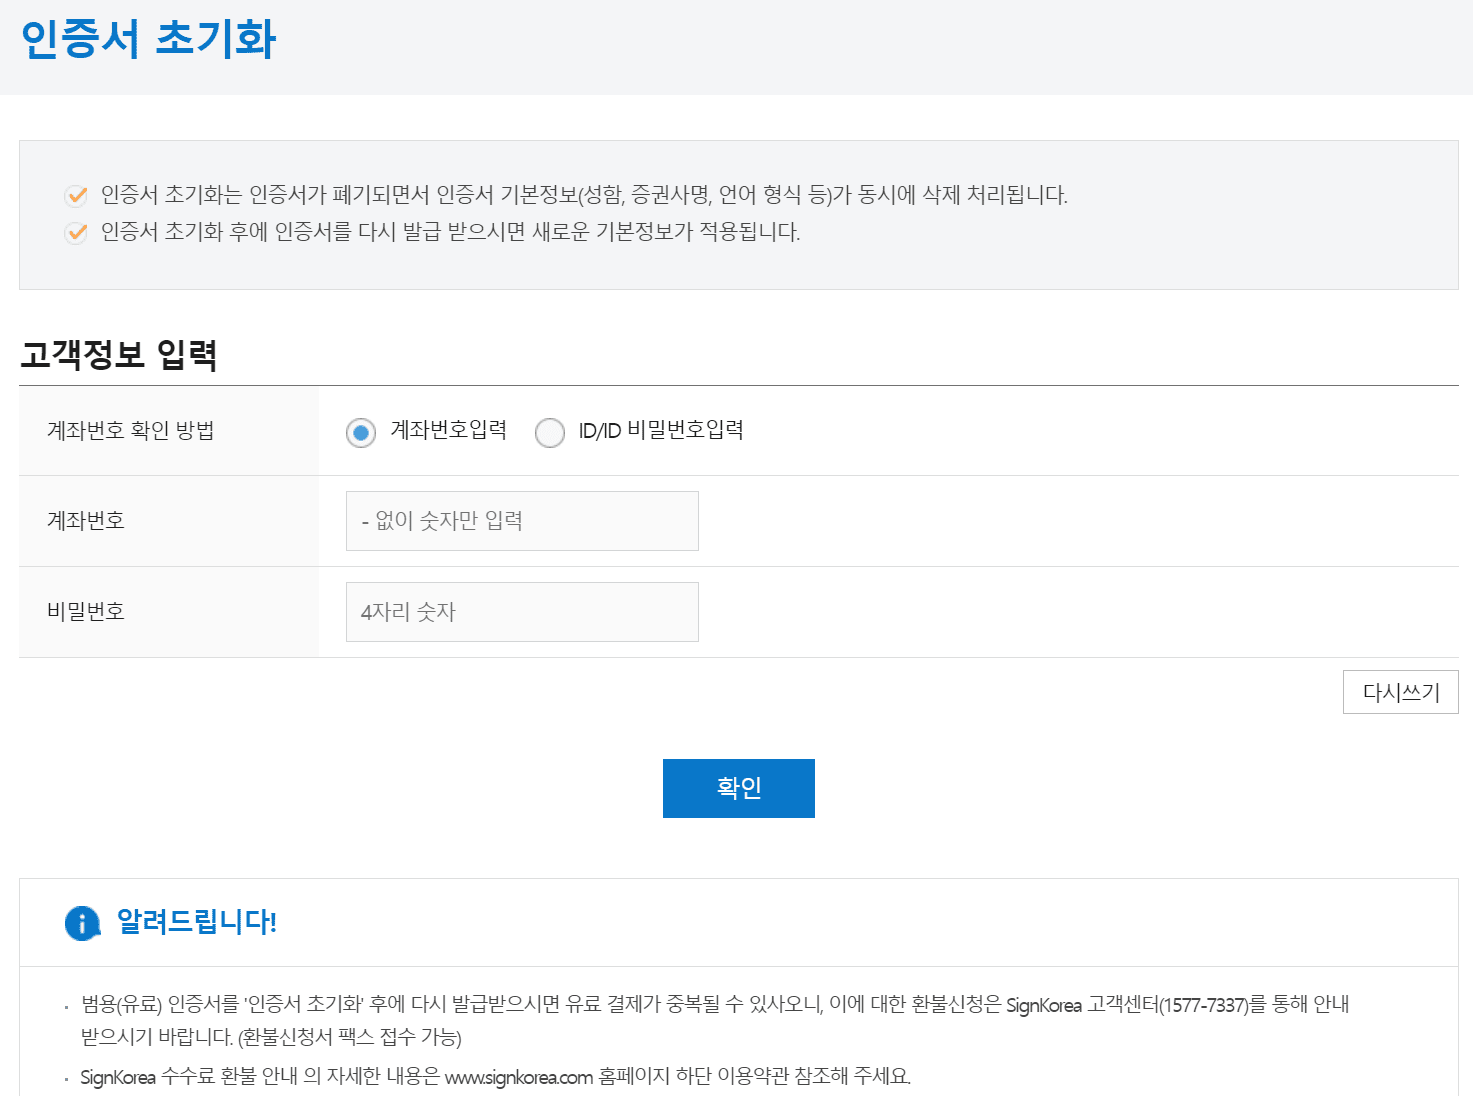 인증서 초기화
인증서 초기화는 인증서가 폐기되면서 인증서 기본정보(성함, 증권사명, 언어 형식 등)가 동시에 삭제 처리됩니다.
인증서 초기화 후에 인증서를 다시 발급 받으시면 새로운 기본정보가 적용됩니다.
고객정보 입력
계좌번호 확인 방법 계좌번호입력 ID/ID 비밀번호입력
계좌번호 - 없이 숫자만 입력
비밀번호 4자리 숫자
다시쓰기
확인
알려드립니다!
범용(유료) 인증서를 '인증서 초기화' 후에 다시 발급받으시면 유료 결제가 중복될 수 있사오니, 이에 대한 환불신청은 SignKorea 고객센터(1577-7337)를 통해 안내
받으시기 바랍니다. (환불신청서 팩스 접수 가능)
SignKorea 수수료 환불 안내 의 자세한 내용은 www.signkorea.com 홈페이지 하단 이용약관 참조해 주세요.